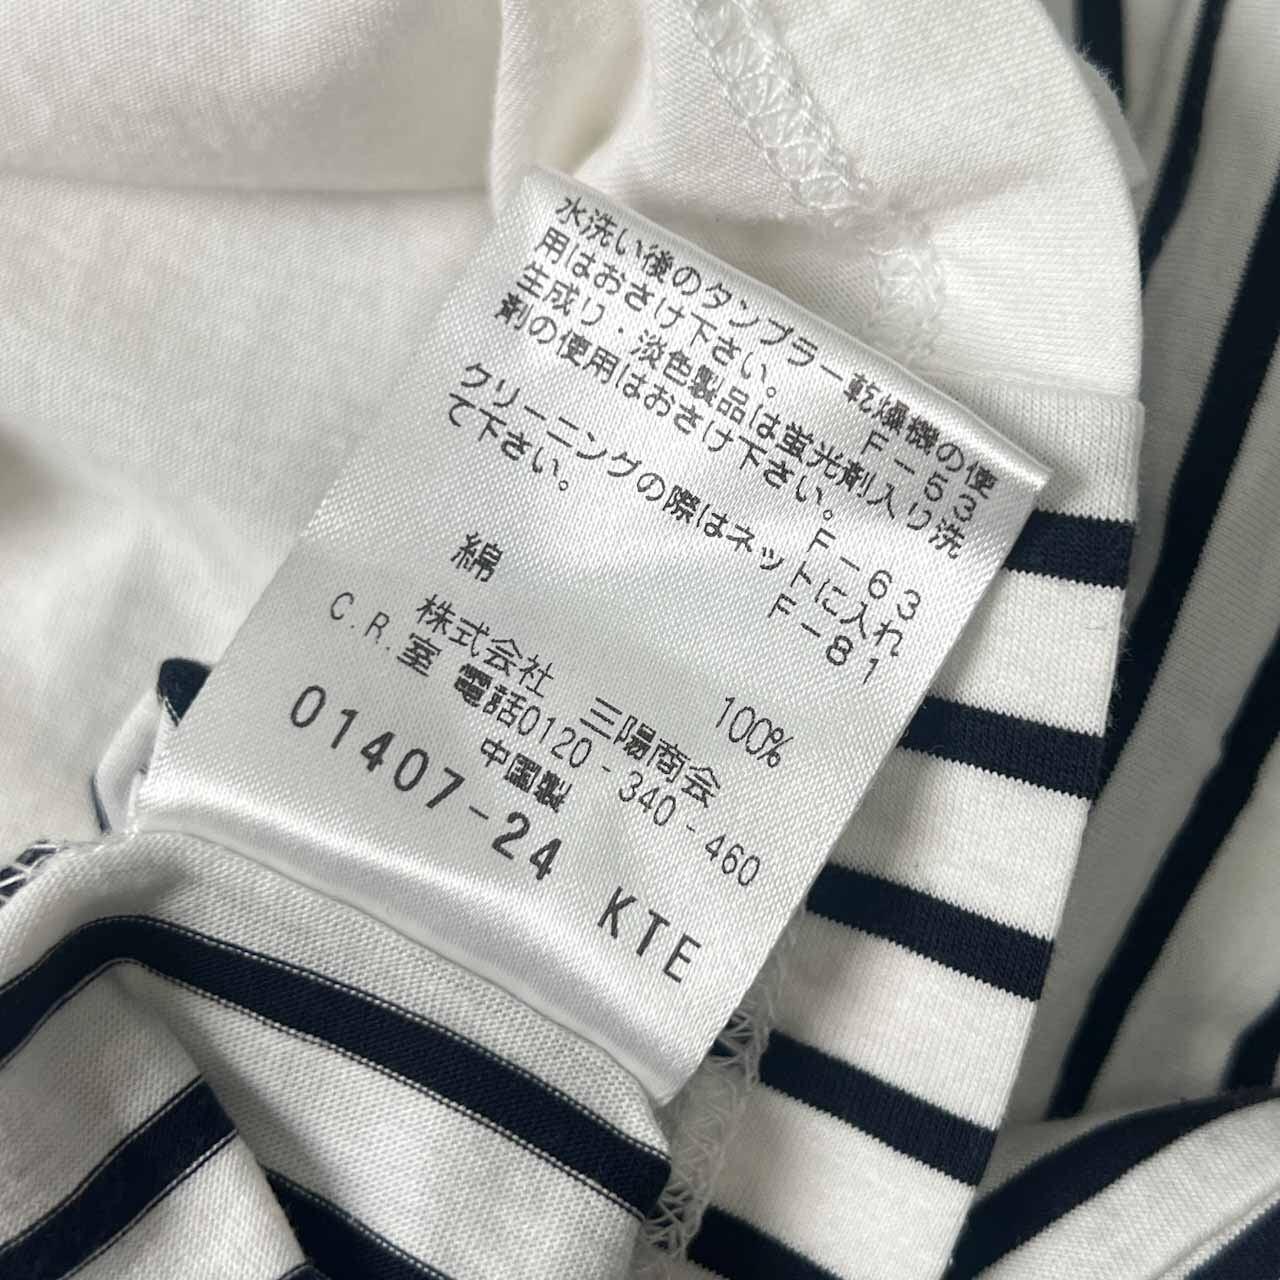 水洗い後のタンブラー乾燥機の使
用はおさけ下さい。 F-53
生成り・淡色製品は蛍光剤入り洗
剤の使用はおさけ下さい。 F-63
クリーニングの際はネットに入れ
て下さい。 F-81
綿 100%
株式会社 三陽商会
C.R.室 電話0120-340-460
中国製
01407-24 KTE